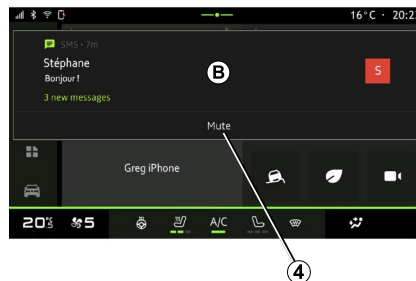 16°C · 20:2
SMS · 7m
Stéphane
Bonjour !
3 new messages
B
S
Mute
Greg iPhone
20.5 5 A/C
4